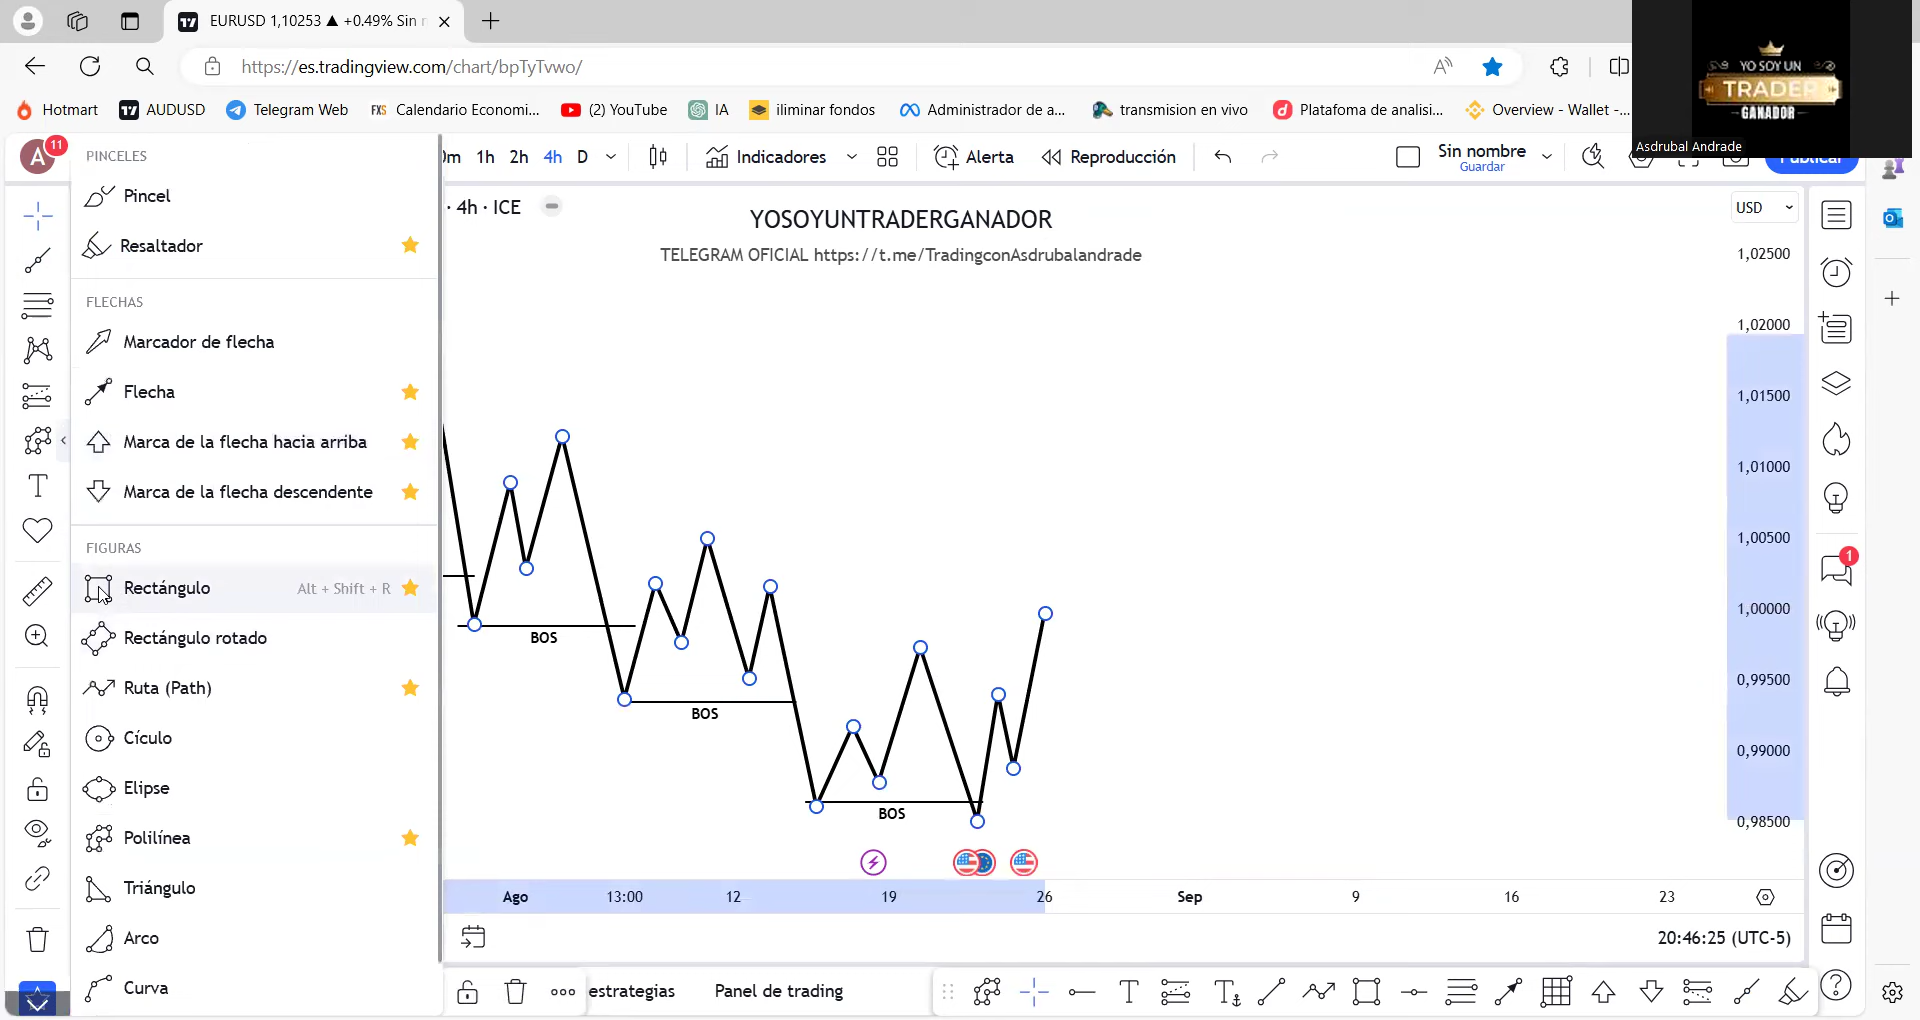 EURUSD 1,10253 ▲ +0.49% Sin n
https://es.tradingview.com/chart/bpTyTvwo/
Hotmart
AUDUSD
Telegram Web
FXS
Calendario Economi...
(2) YouTube
IA
iliminar fondos
Administrador de a...
transmision en vivo
Plataforma de analisi...
Overview - Wallet -...
YO SOY UN
TRADER
GANADOR
Asdrubal Andrade
A
11
0m
1h
2h
4h
D
Indicadores
Alerta
Reproducción
Sin nombre
Guardar
Publicar
PINCELES
Pincel
Resaltador
FLECHAS
Marcador de flecha
Flecha
Marca de la flecha hacia arriba
Marca de la flecha descendente
FIGURAS
Rectángulo
Alt + Shift + R
Rectángulo rotado
Ruta (Path)
Cículo
Elipse
Polilínea
Triángulo
Arco
Curva
· 4h · ICE
YOSOYUNTRADERGANADOR
TELEGRAM OFICIAL https://t.me/TradingconAsdrubalandrade
USD
1,02500
1,02000
1,01500
1,01000
1,00500
1,00000
0,99500
0,99000
0,98500
BOS
BOS
BOS
1
Ago
13:00
12
19
26
Sep
9
16
23
20:46:25 (UTC-5)
estrategias
Panel de trading